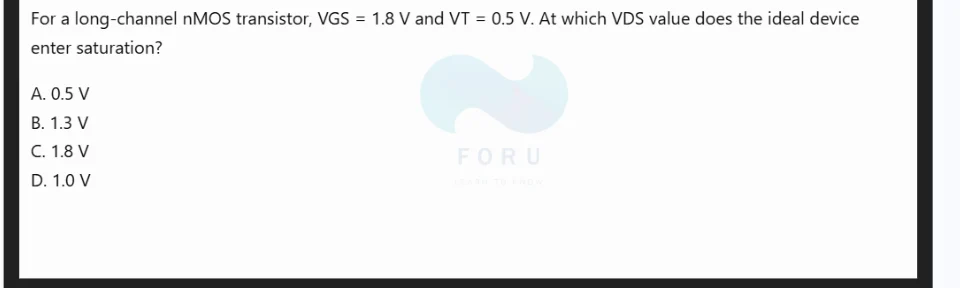 For a long-channel nMOS transistor, VGS = 1.8 V and VT = 0.5 V. At which VDS value does the ideal device
enter saturation?
A. 0.5 V
B. 1.3 V
C. 1.8 V
D. 1.0 V
FORU